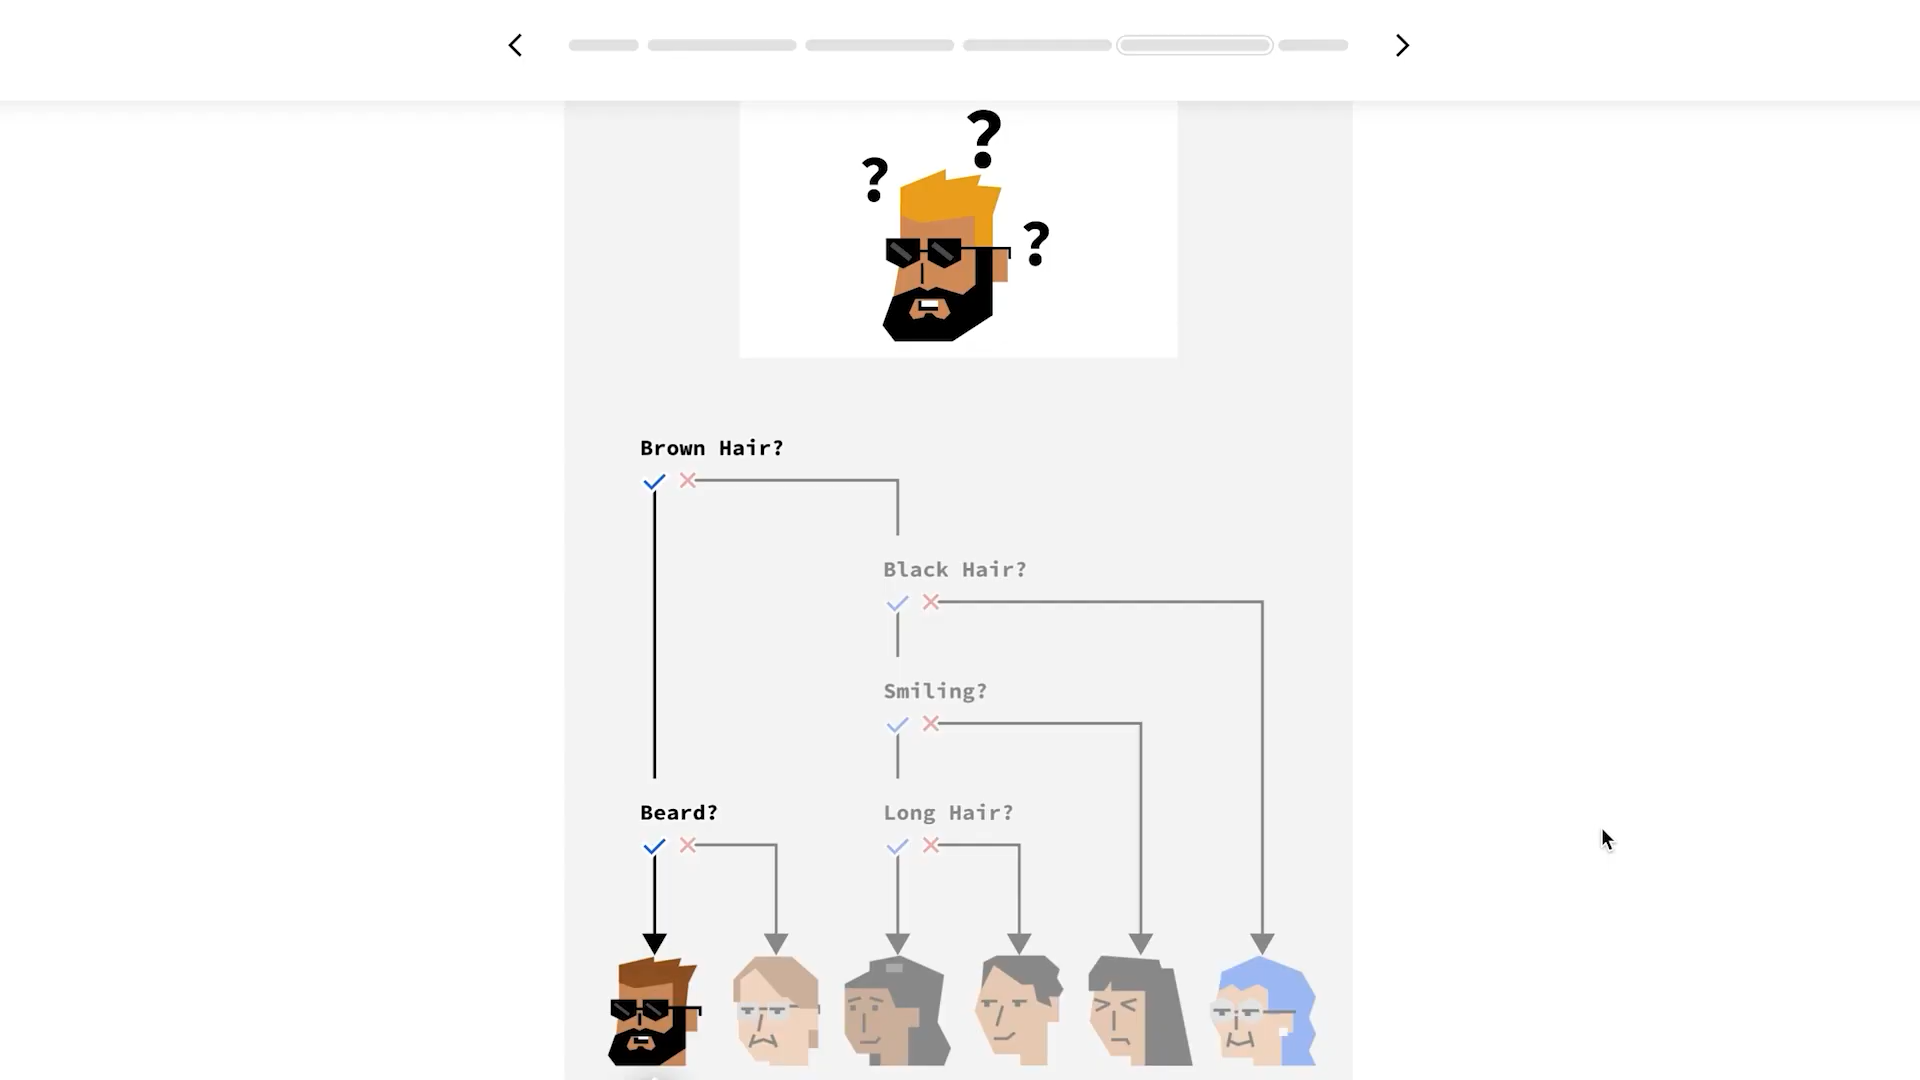 ?
?
?
Brown Hair?
Black Hair?
Smiling?
Beard?
Long Hair?